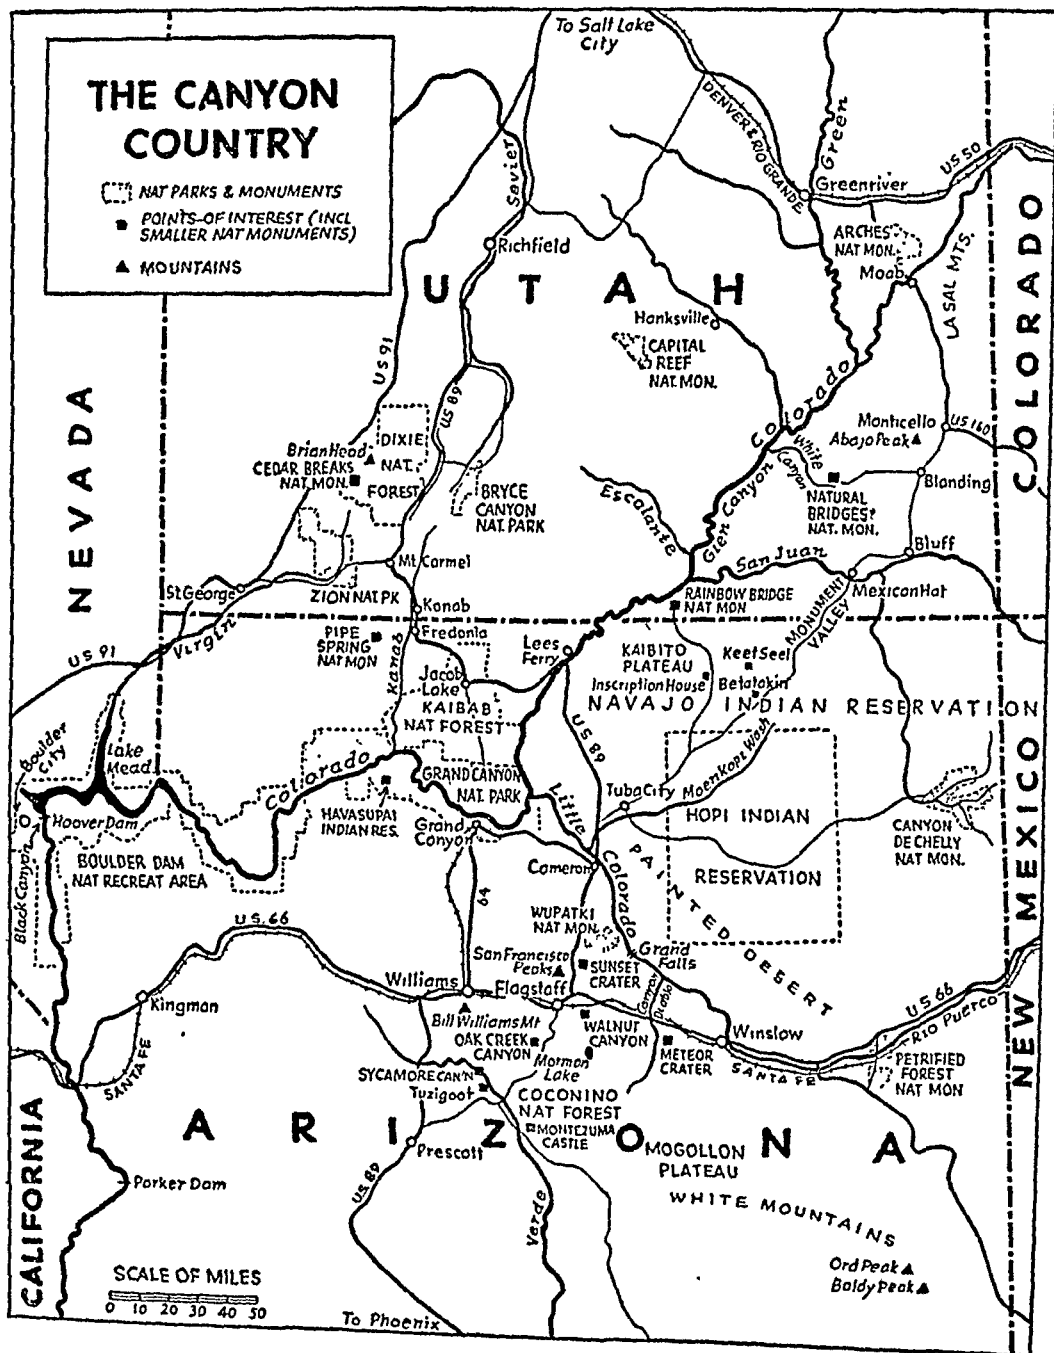 THE CANYON
COUNTRY
NAT PARKS & MONUMENTS
POINTS-OF INTEREST (INCL
SMALLER NAT MONUMENTS)
MOUNTAINS
To Salt Lake
City
DENVER & RIO GRANDE
Green
Greenriver
US 50
ARCHES
NAT MON.
Moab
LA SAL MTS.
COLORADO
Sevier
Richfield
UTAH
Hanksville
CAPITAL
REEF
NAT. MON.
US 91
US 89
NEVADA
Colorado
Monticello
Abajo Peak
US 160
Brian Head
CEDAR BREAKS
NAT MON.
DIXIE
NAT.
FOREST
BRYCE
CANYON
NAT. PARK
White
Canyon
Blanding
NATURAL
BRIDGES
NAT. MON.
Escalante
Glen Canyon
San Juan
Bluff
Mexican Hat
Mt Carmel
St George
ZION NAT PK
RAINBOW BRIDGE
NAT MON
MONUMENT
VALLEY
Kanab
Fredonia
Virgin
US 91
PIPE
SPRING
NAT MON
Kanab
Lees
Ferry
KAIBITO
PLATEAU
Keet Seel
Inscription House
Betatakin
Jacob
Lake
KAIBAB
NAT FOREST
NAVAJO INDIAN RESERVATION
US 89
Boulder
City
Lake
Mead
Hoover Dam
Colorado
GRAND CANYON
NAT. PARK
HAVASUPAI
INDIAN RES.
Grand
Canyon
Little
Colorado
Tuba City
Moen Kopi Wash
HOPI INDIAN
RESERVATION
CANYON
DE CHELLY
NAT MON.
BOULDER DAM
NAT RECREAT AREA
Black Canyon
Cameron
PAINTED DESERT
NEW MEXICO
64
WUPATKI
NAT MON.
US. 66
San Francisco
Peaks
SUNSET
CRATER
Grand
Falls
Kingman
Williams
Flagstaff
Canyon
Diablo
US 66
RIO PUERCO
Bill Williams Mt
OAK CREEK
CANYON
WALNUT
CANYON
Winslow
METEOR
CRATER
SANTA FE
PETRIFIED
FOREST
NAT MON
SANTA FE
Mormon
Lake
SYCAMORE CAN'N
Tuzigoot
COCONINO
NAT FOREST
MONTEZUMA
CASTLE
ARIZONA
Prescott
MOGOLLON
PLATEAU
CALIFORNIA
Parker Dam
US. 89
Verde
WHITE MOUNTAINS
Ord Peak
Baldy Peak
SCALE OF MILES
0 10 20 30 40 50
To Phoenix